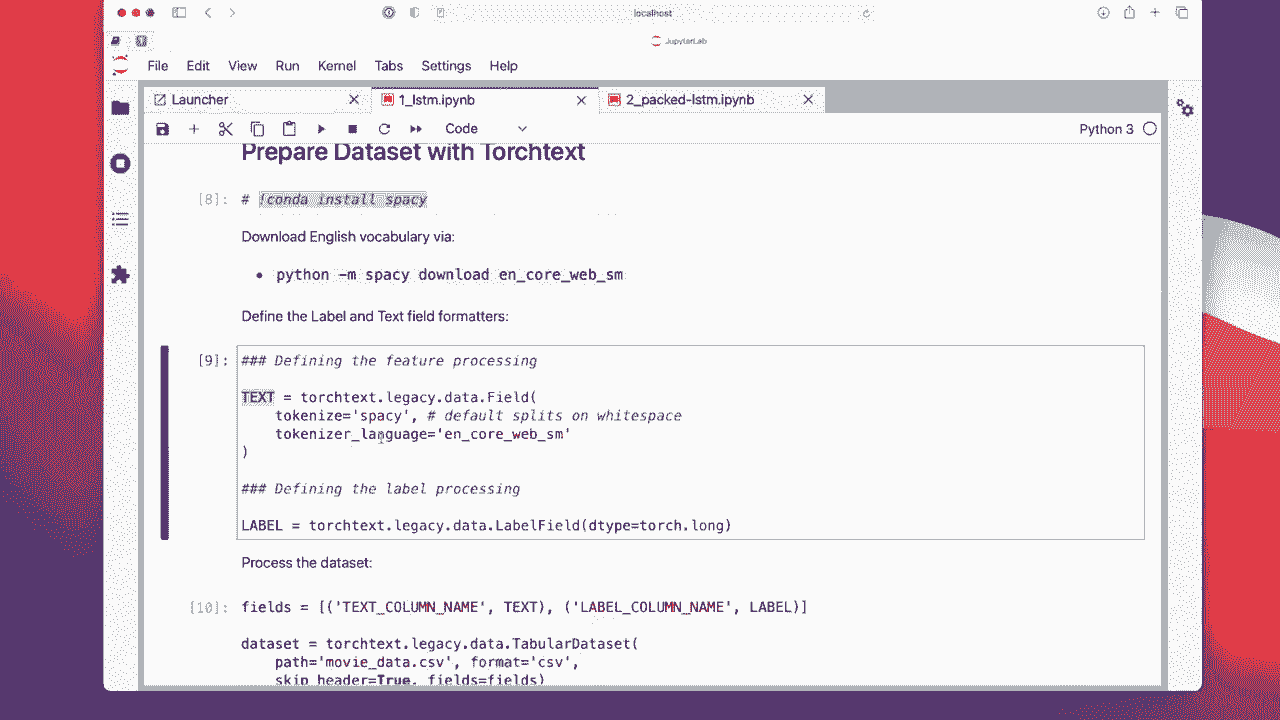 localhost
JupyterLab
File Edit View Run Kernel Tabs Settings Help
Launcher 1_lstm.ipynb 2_packed-lstm.ipynb
Code Python 3
Prepare Dataset with Torchtext
[8]: # !conda install spacy
Download English vocabulary via:
• python -m spacy download en_core_web_sm
Define the Label and Text field formatters:
[9]: ### Defining the feature processing
TEXT = torchtext.legacy.data.Field(
tokenize='spacy', # default splits on whitespace
tokenizer_language='en_core_web_sm'
)
### Defining the label processing
LABEL = torchtext.legacy.data.LabelField(dtype=torch.long)
Process the dataset:
[10]: fields = [('TEXT_COLUMN_NAME', TEXT), ('LABEL_COLUMN_NAME', LABEL)]
dataset = torchtext.legacy.data.TabularDataset(
path='movie_data.csv', format='csv',
skip_header=True, fields=fields)